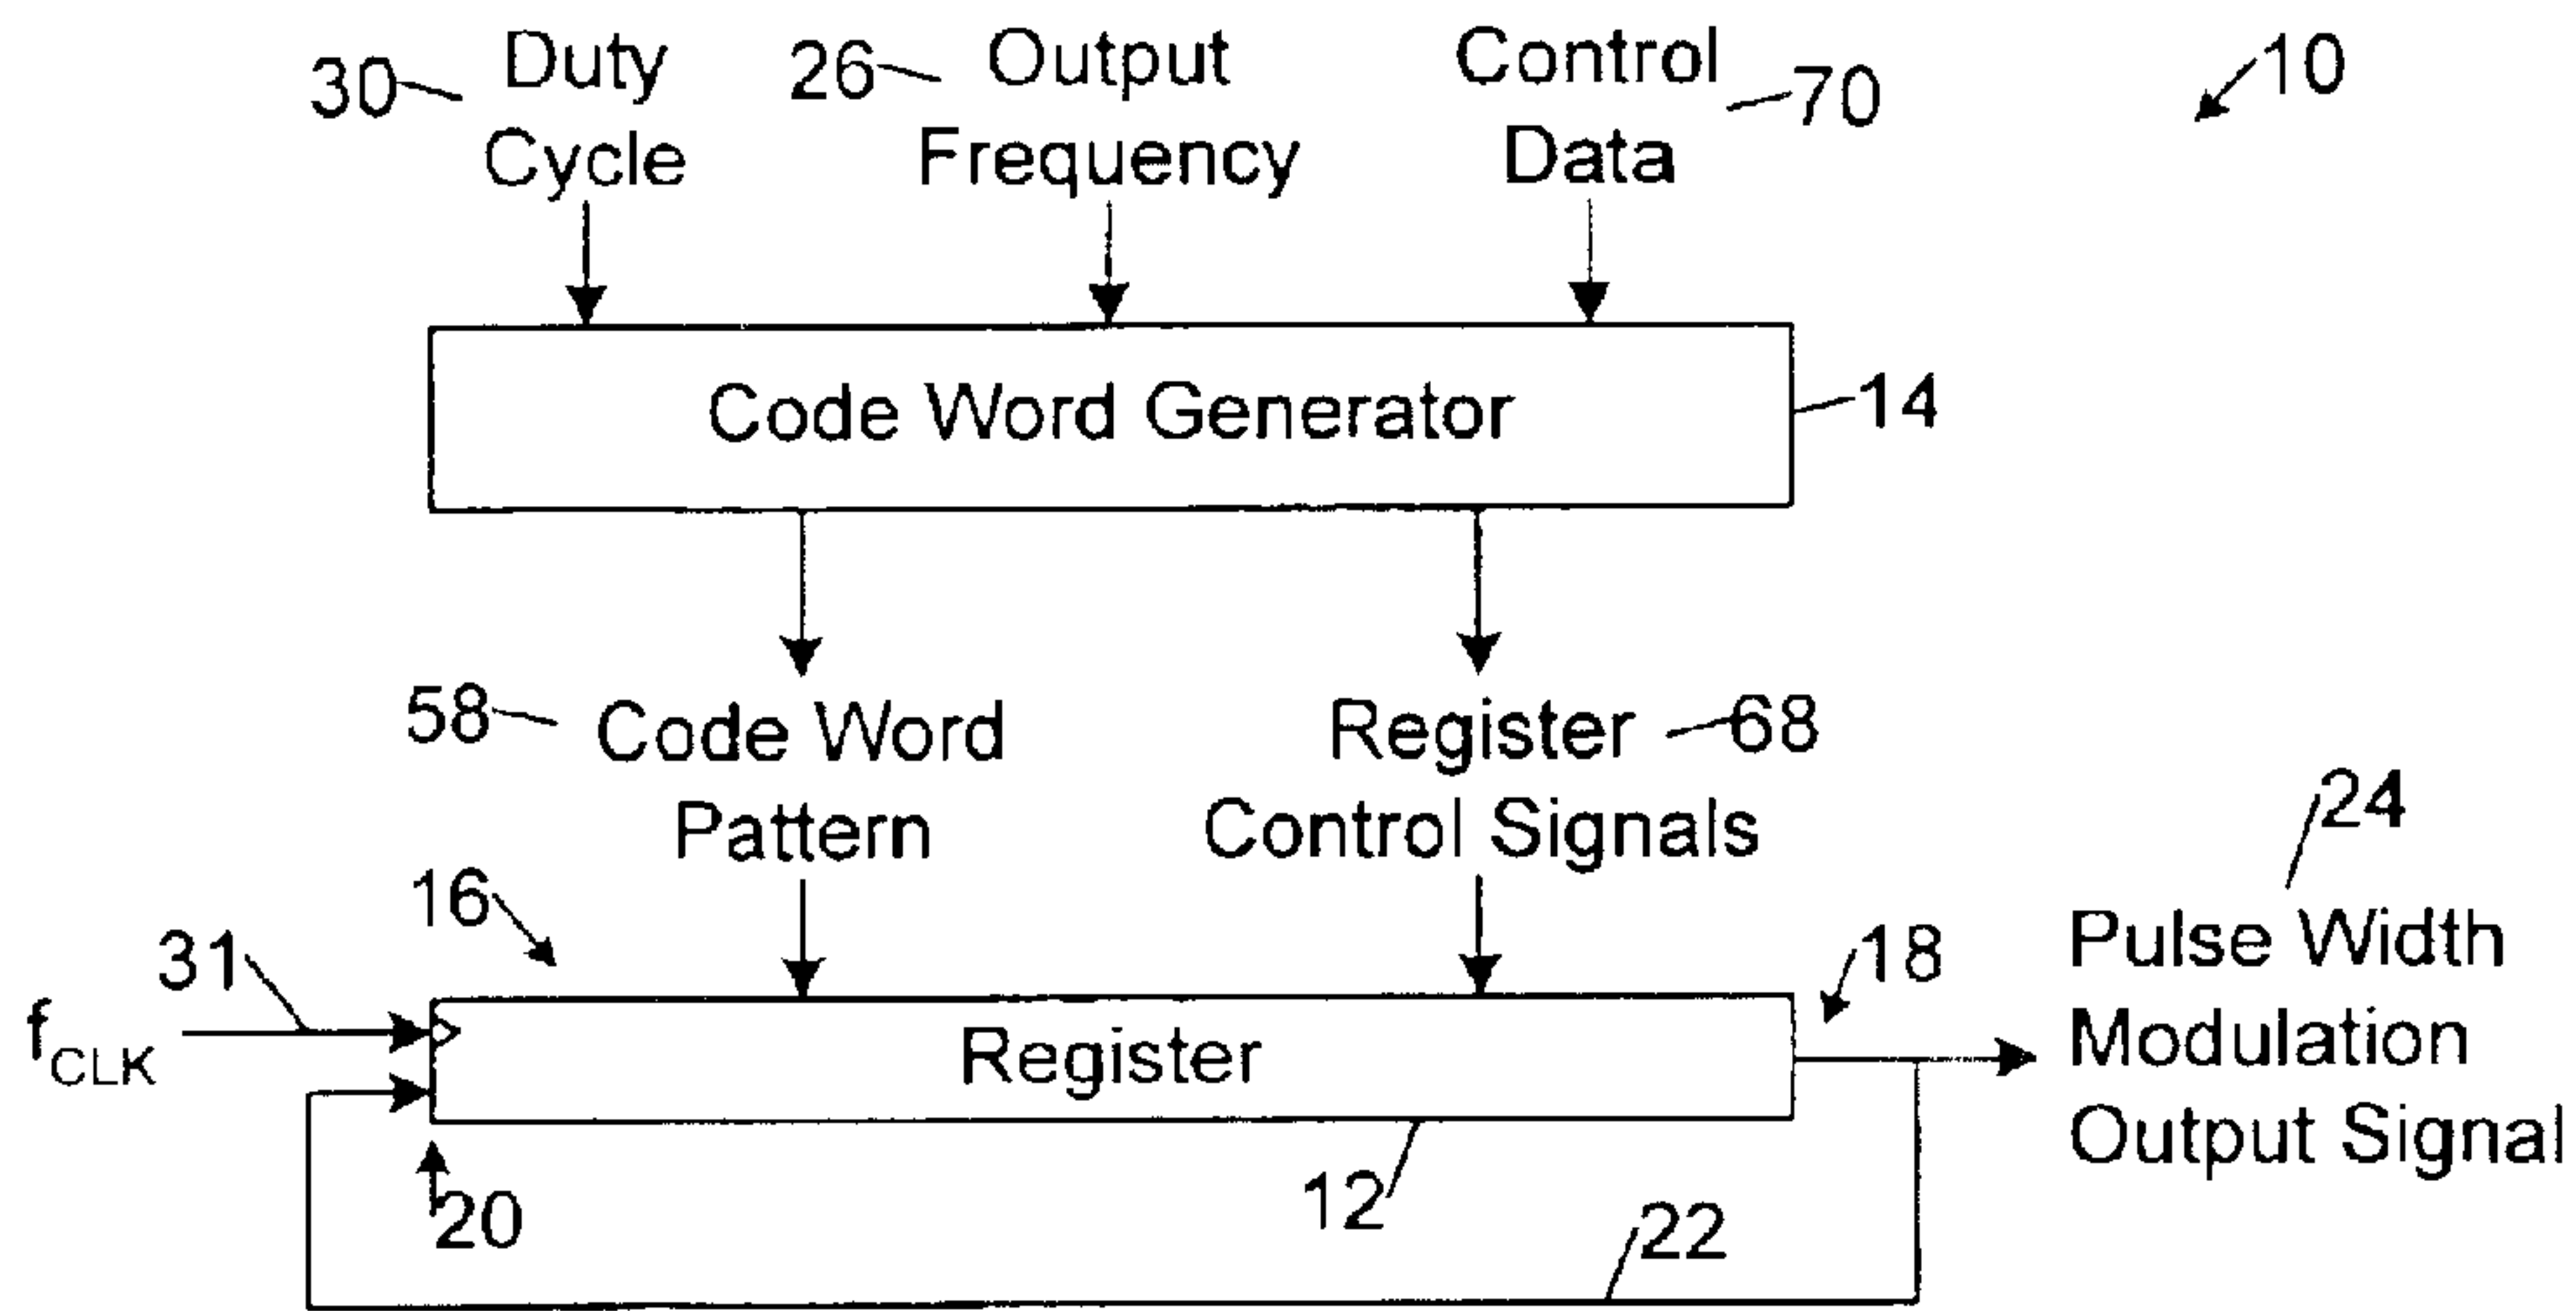 30 Duty Cycle
26 Output Frequency
Control Data 70
10
Code Word Generator
14
58 Code Word Pattern
Register Control Signals 68
24
Pulse Width
Modulation
Output Signal
16
31
18
fCLK
Register
20
12
22